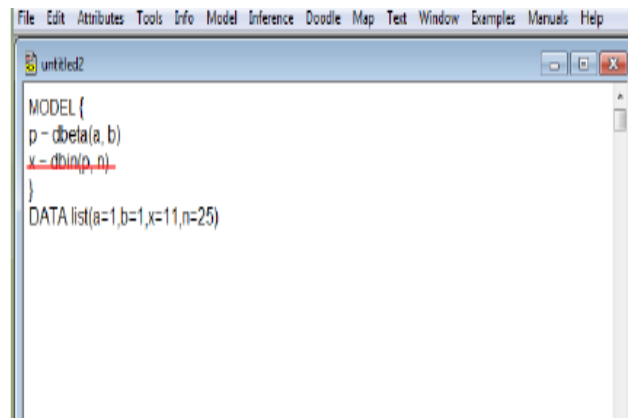 File Edit Attributes Tools Info Model Inference Doodle Map Text Window Examples Manuals Help
untitled2
MODEL {
p ~ dbeta(a, b)
x ~ dbin(p, n)
}
DATA list(a=1,b=1,x=11,n=25)